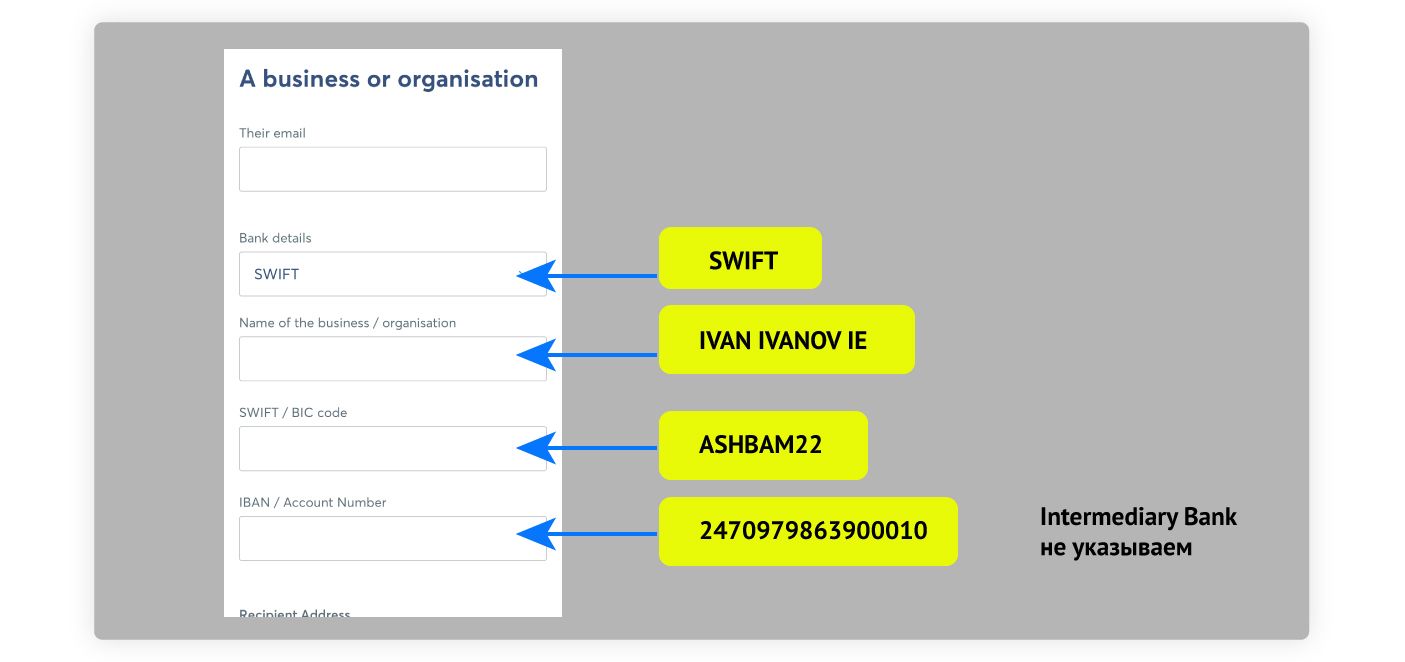 A business or organisation
Their email
Bank details
SWIFT
SWIFT
Name of the business / organisation
IVAN IVANOV IE
SWIFT / BIC code
ASHBAM22
IBAN / Account Number
2470979863900010
Intermediary Bank
не указываем
Recipient Address